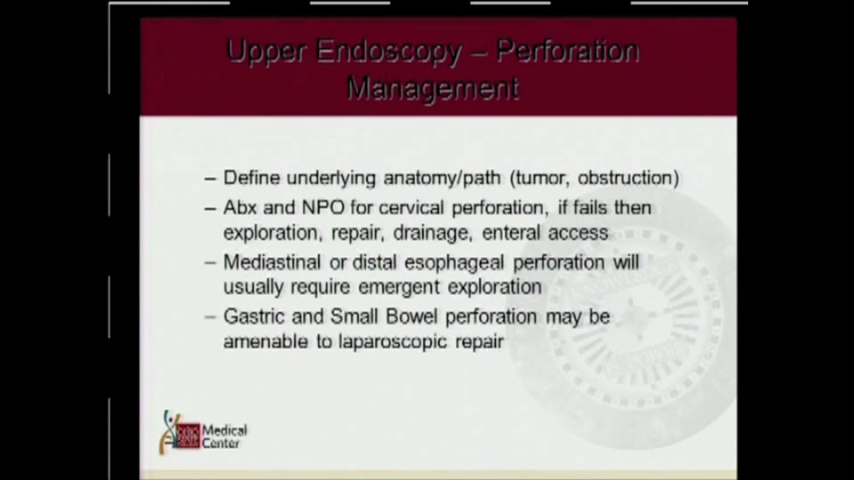 Upper Endoscopy – Perforation
Management
– Define underlying anatomy/path (tumor, obstruction)
– Abx and NPO for cervical perforation, if fails then
exploration, repair, drainage, enteral access
– Mediastinal or distal esophageal perforation will
usually require emergent exploration
– Gastric and Small Bowel perforation may be
amenable to laparoscopic repair
Medical
Center